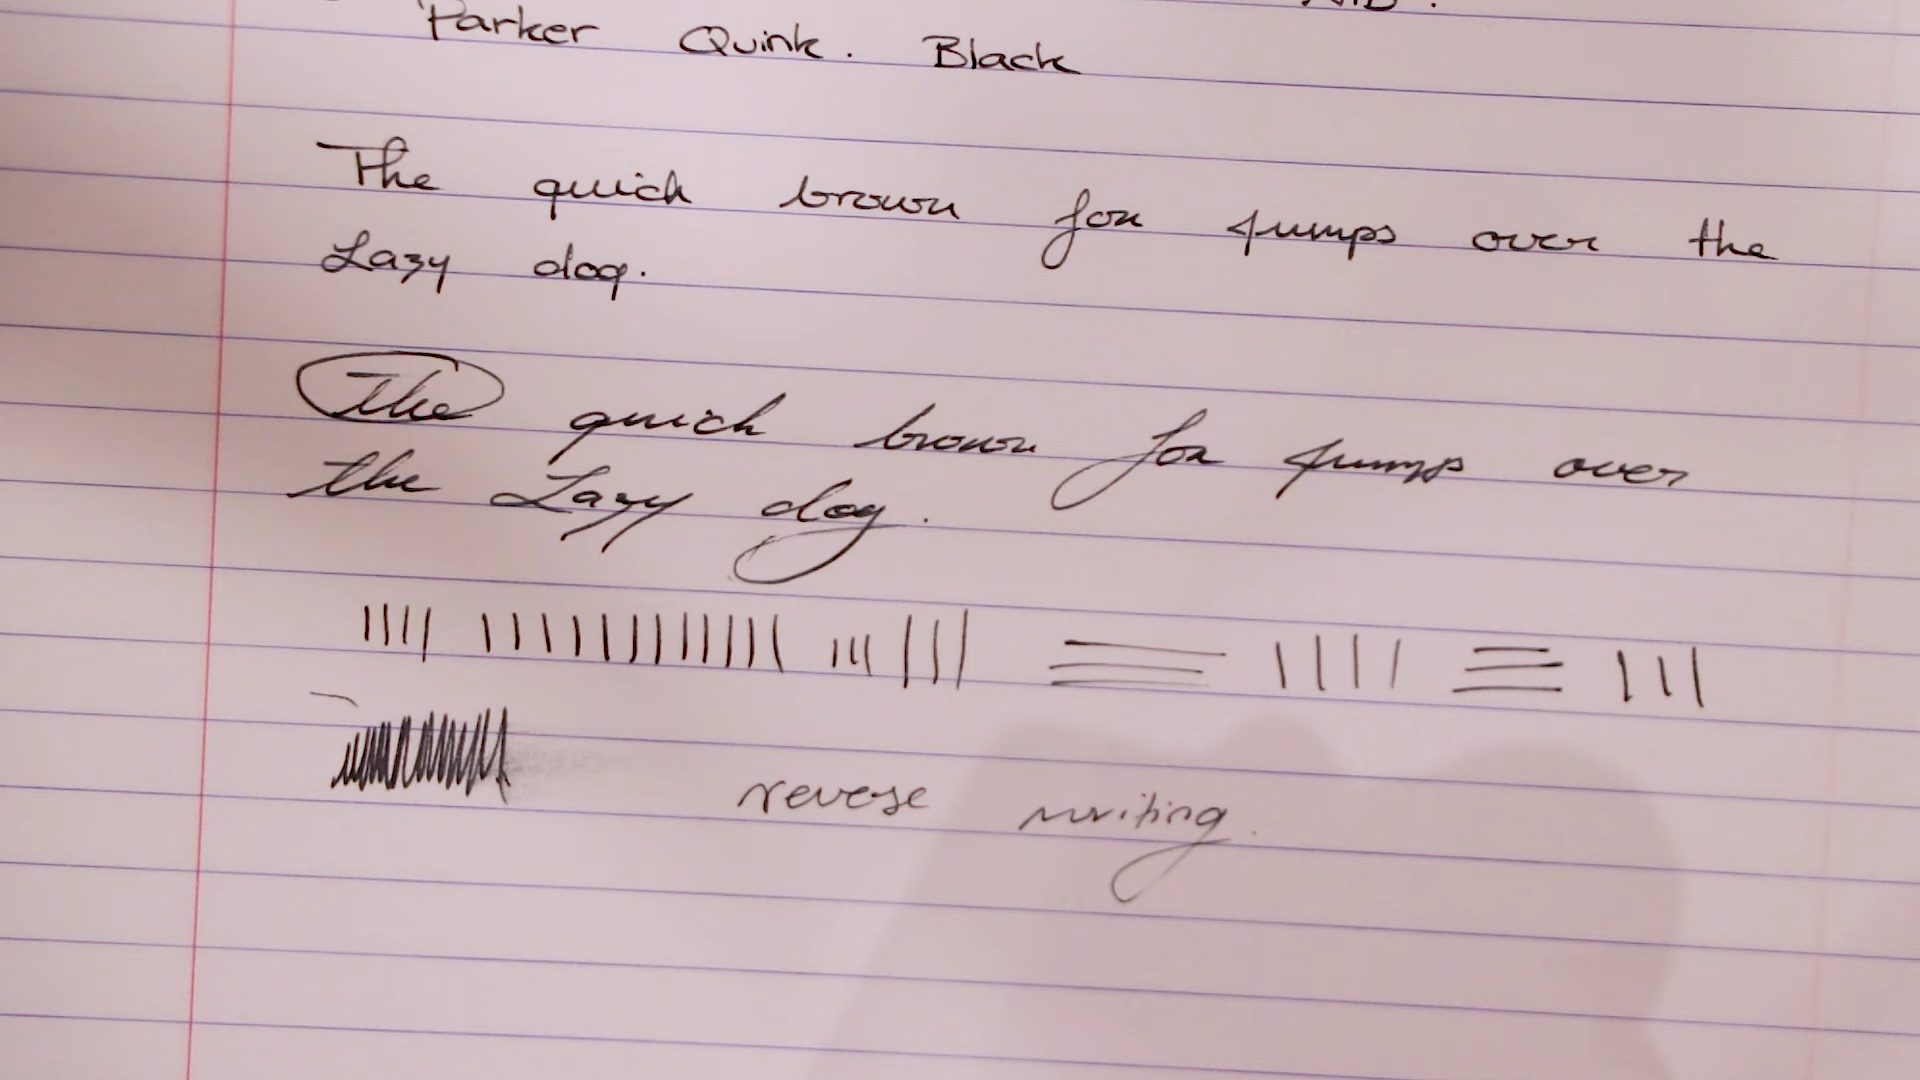 Parker Quink. Black
The quick brown fox jumps over the
Lazy dog.
The quick brown fox jumps over
the Lazy dog.
reverse writing.